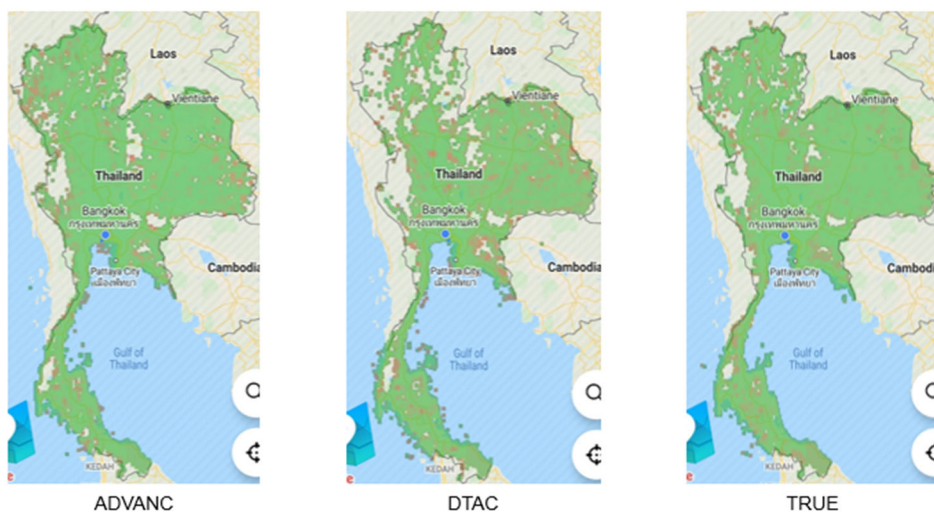 Laos
Vientiane
Thailand
Bangkok
กรุงเทพมหานคร
Pattaya City
เมืองพัทยา
Cambodia
Gulf of
Thailand
KEDAH
e
ADVANC
Laos
Vientiane
Thailand
Bangkok
กรุงเทพมหานคร
Pattaya City
เมืองพัทยา
Cambodia
Gulf of
Thailand
KEDAH
e
DTAC
Laos
Vientiane
Thailand
Bangkok
กรุงเทพมหานคร
Pattaya City
เมืองพัทยา
Cambodi
Gulf of
Thailand
KEDAH
e
TRUE